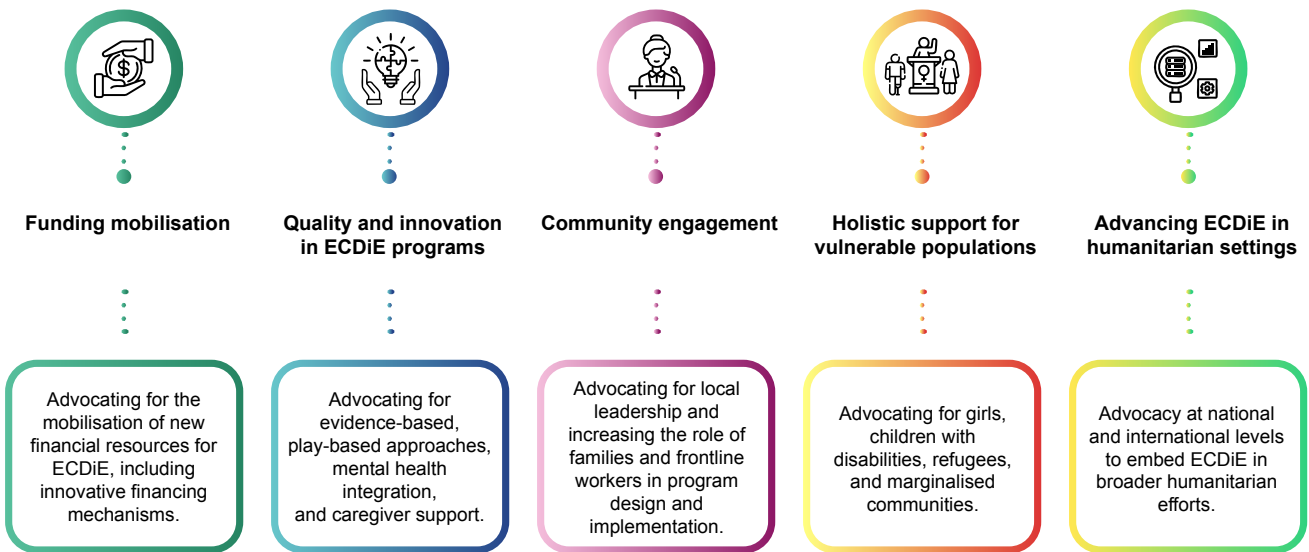 Funding mobilisation
Quality and innovation
in ECDiE programs
Community engagement
Holistic support for
vulnerable populations
Advancing ECDiE in
humanitarian settings
Advocating for the
mobilisation of new
financial resources for
ECDiE, including
innovative financing
mechanisms.
Advocating for
evidence-based,
play-based approaches,
mental health
integration,
and caregiver support.
Advocating for local
leadership and
increasing the role of
families and frontline
workers in program
design and
implementation.
Advocating for girls,
children with
disabilities, refugees,
and marginalised
communities.
Advocacy at national
and international levels
to embed ECDiE in
broader humanitarian
efforts.